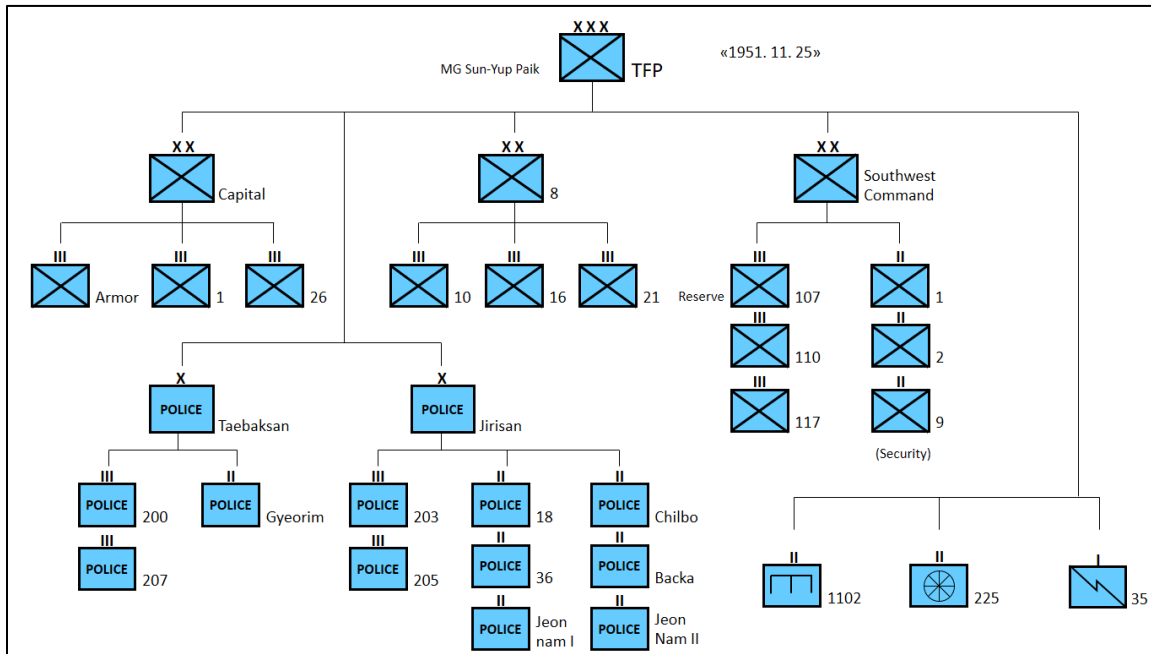 X X X
MG Sun-Yup Paik
TFP
«1951. 11. 25»
X X
Capital
X X
8
X X
Southwest
Command
III
Armor
III
1
III
26
III
10
III
16
III
21
Reserve
III
107
II
1
III
110
II
2
III
117
II
9
(Security)
X
POLICE
Taebaksan
X
POLICE
Jirisan
III
POLICE
200
II
POLICE
Gyeorim
III
POLICE
207
III
POLICE
203
II
POLICE
18
II
POLICE
Chilbo
III
POLICE
205
II
POLICE
36
II
POLICE
Backa
II
POLICE
Jeon
nam I
II
POLICE
Jeon
Nam II
II
1102
II
225
I
35